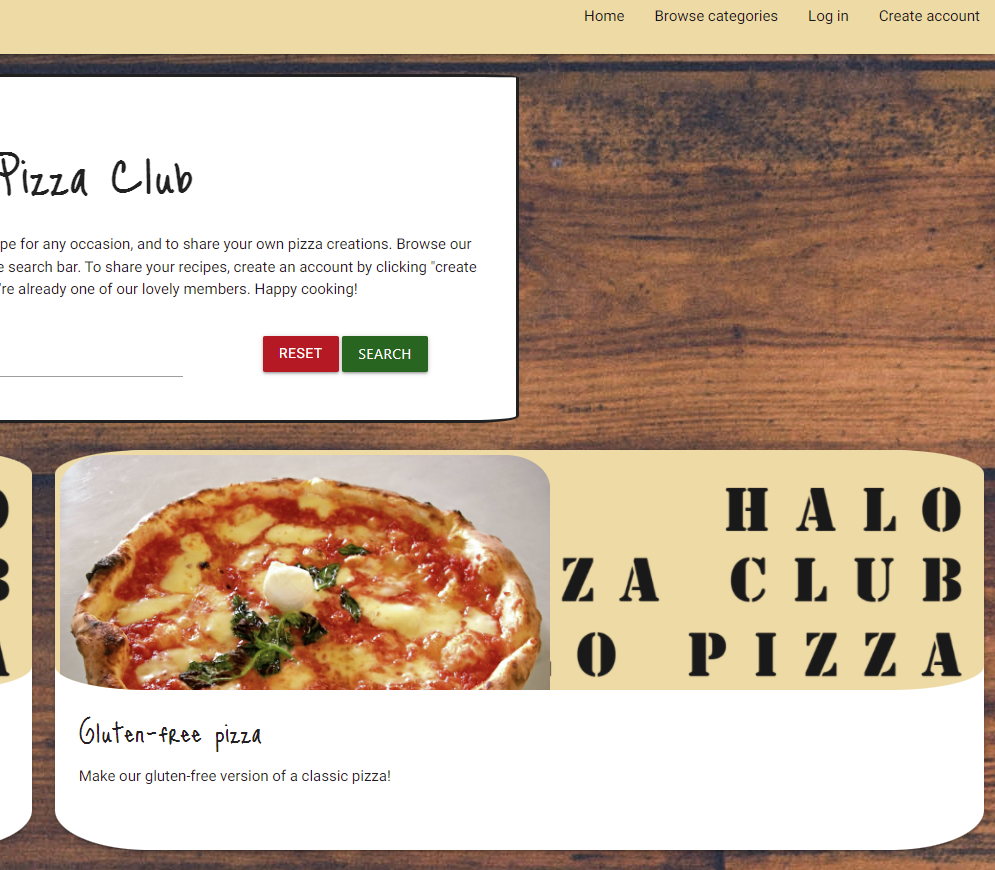 Home Browse categories Log in Create account
Pizza Club
pe for any occasion, and to share your own pizza creations. Browse our
e search bar. To share your recipes, create an account by clicking "create
're already one of our lovely members. Happy cooking!
RESET SEARCH
HALO
ZA CLUB
O PIZZA
Gluten-free pizza
Make our gluten-free version of a classic pizza!